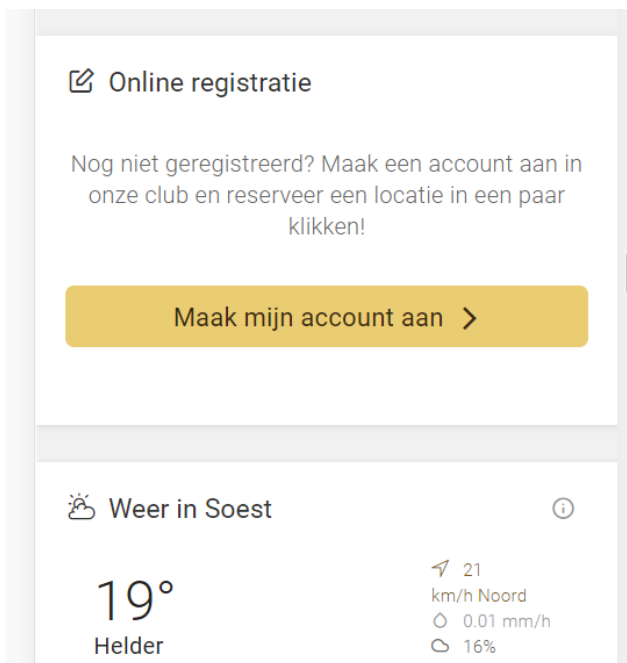 Online registratie
Nog niet geregistreerd? Maak een account aan in
onze club en reserveer een locatie in een paar
klikken!
Maak mijn account aan
Weer in Soest
19°
Helder
21
km/h Noord
0.01 mm/h
16%